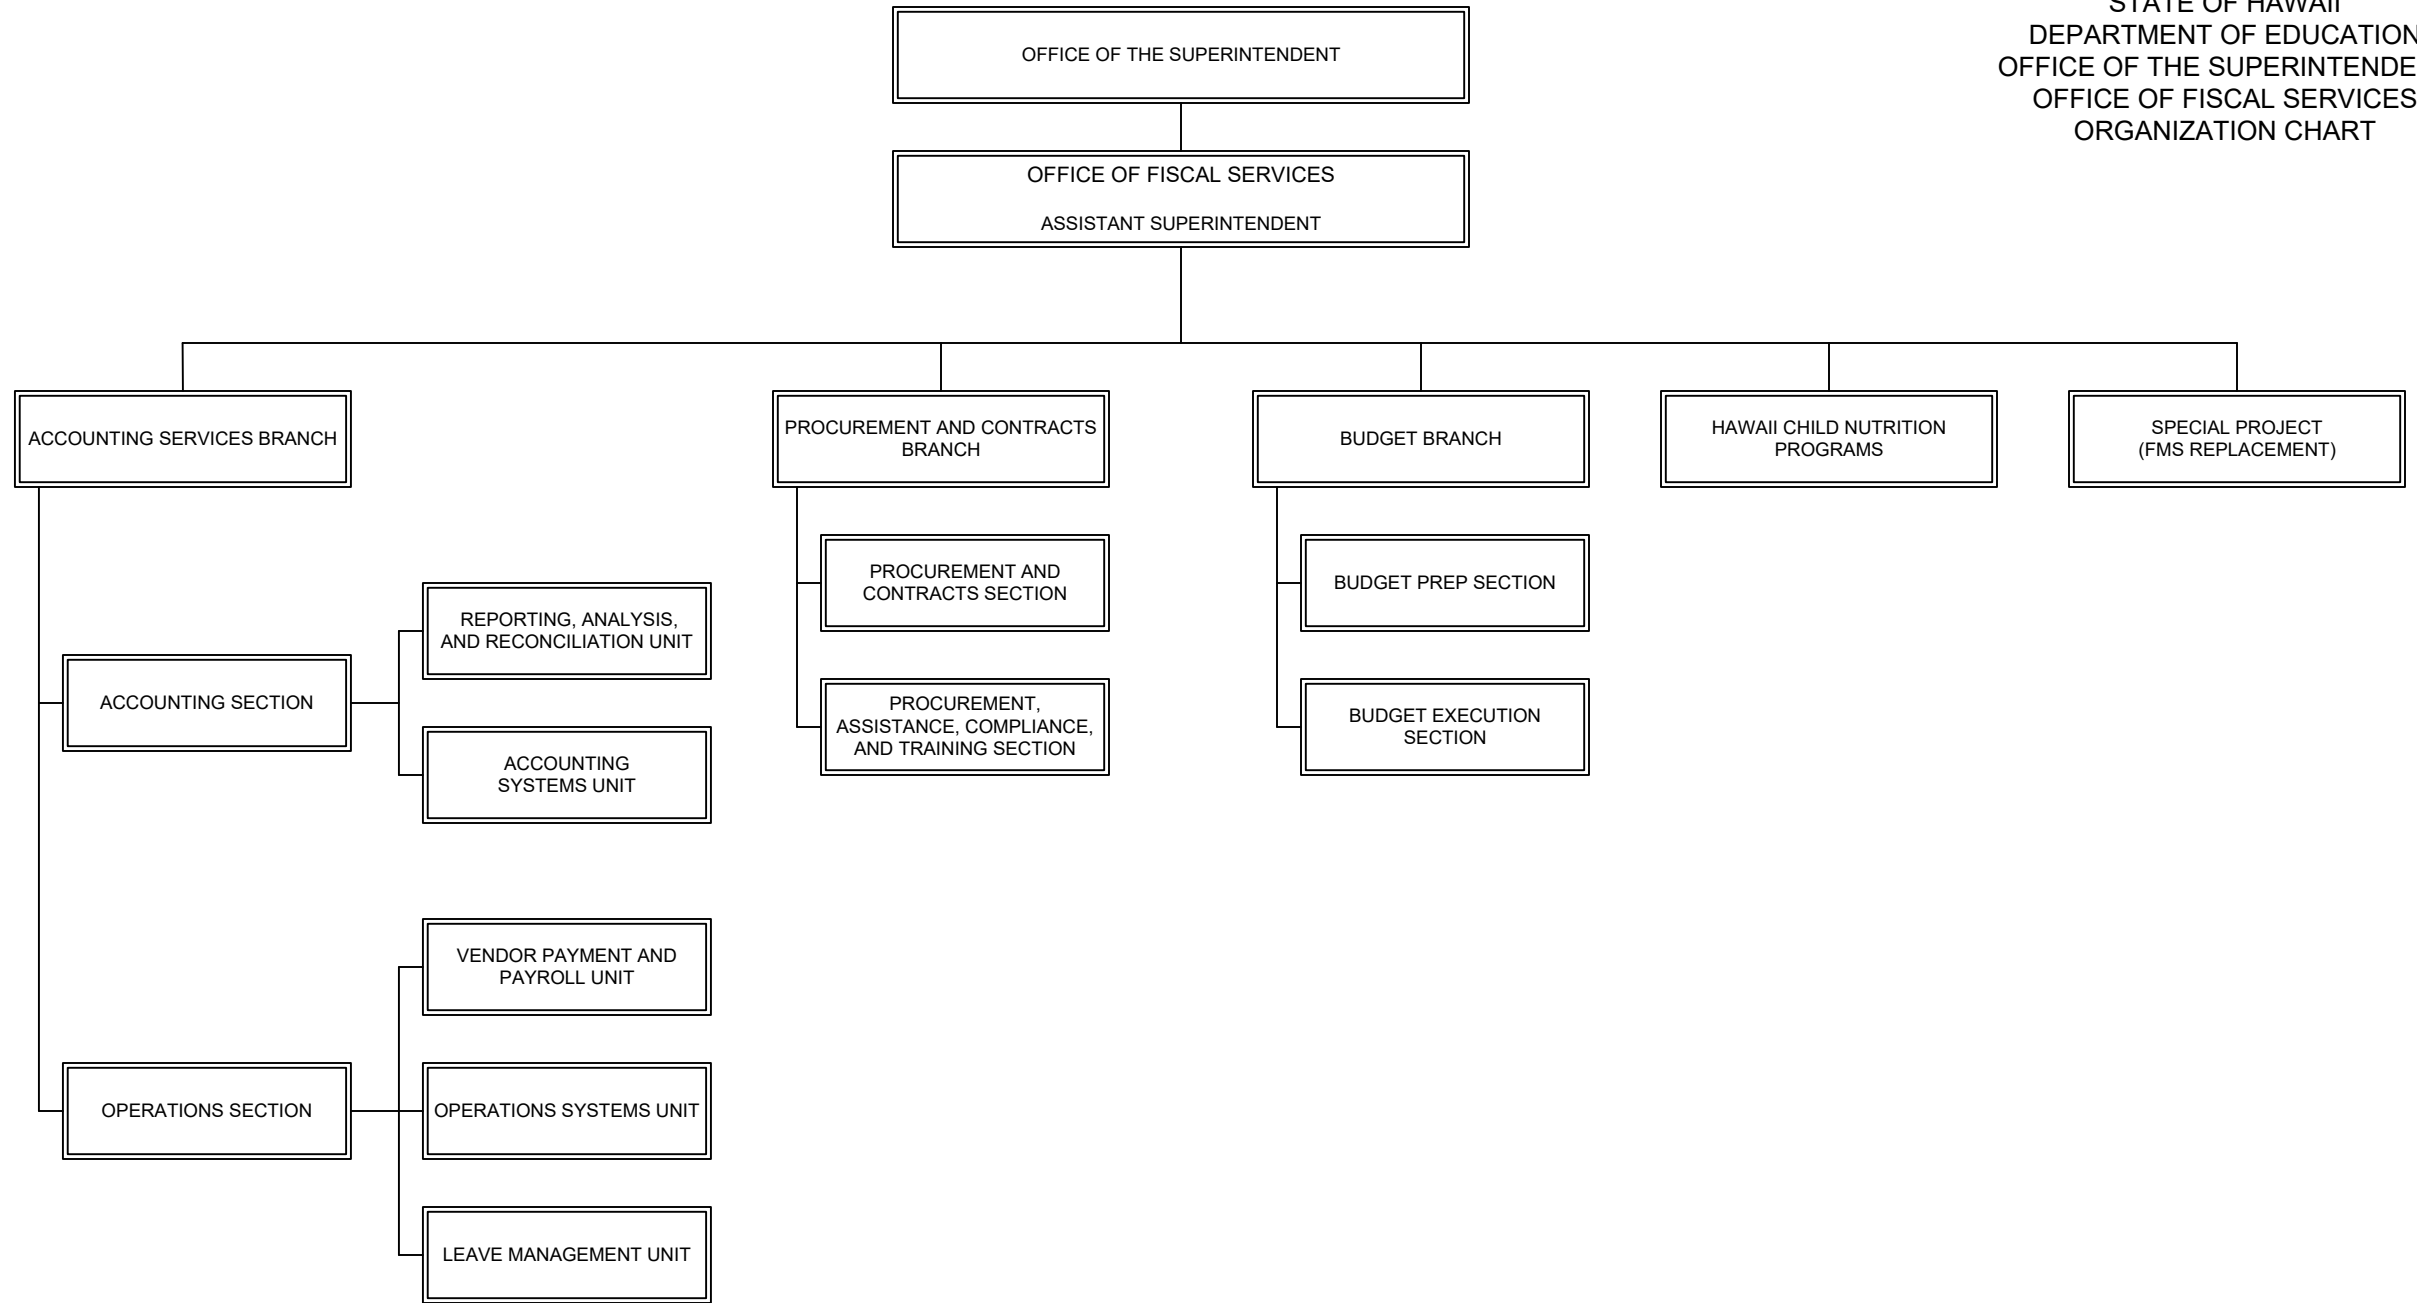 STATE OF HAWAII
DEPARTMENT OF EDUCATION
OFFICE OF THE SUPERINTENDE
OFFICE OF FISCAL SERVICES
ORGANIZATION CHART
OFFICE OF THE SUPERINTENDENT
OFFICE OF FISCAL SERVICES
ASSISTANT SUPERINTENDENT
ACCOUNTING SERVICES BRANCH
PROCUREMENT AND CONTRACTS
BRANCH
BUDGET BRANCH
HAWAII CHILD NUTRITION
PROGRAMS
SPECIAL PROJECT
(FMS REPLACEMENT)
ACCOUNTING SECTION
REPORTING, ANALYSIS,
AND RECONCILIATION UNIT
ACCOUNTING
SYSTEMS UNIT
OPERATIONS SECTION
VENDOR PAYMENT AND
PAYROLL UNIT
OPERATIONS SYSTEMS UNIT
LEAVE MANAGEMENT UNIT
PROCUREMENT AND
CONTRACTS SECTION
PROCUREMENT,
ASSISTANCE, COMPLIANCE,
AND TRAINING SECTION
BUDGET PREP SECTION
BUDGET EXECUTION
SECTION